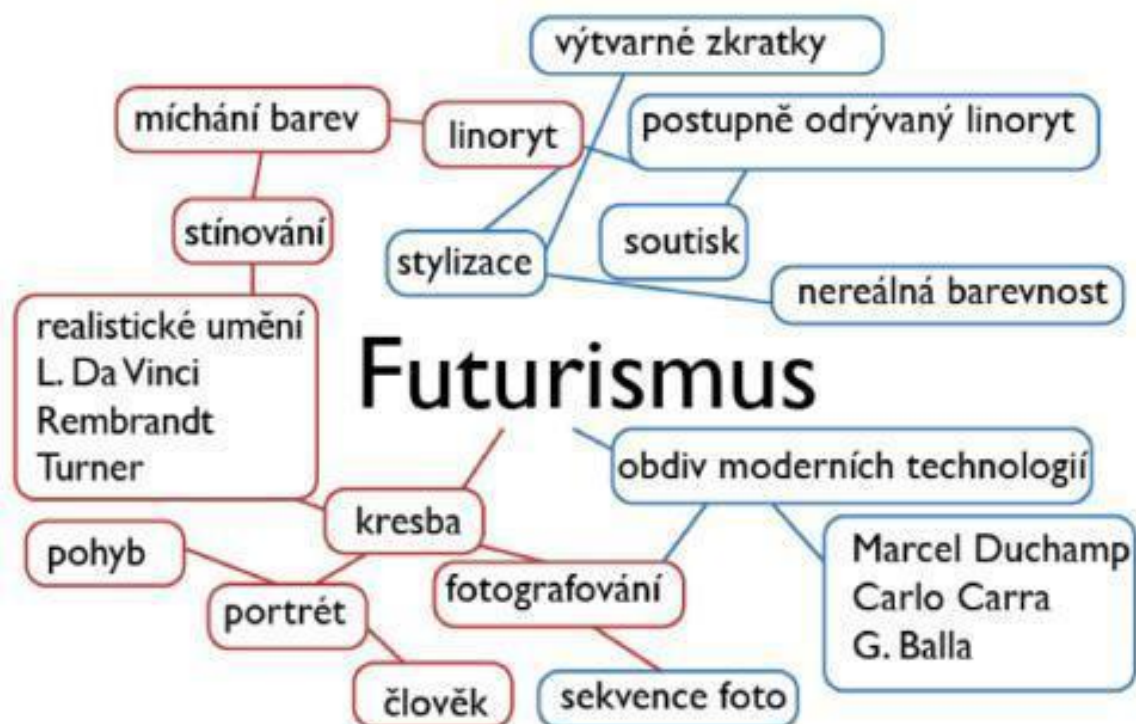 výtvarné zkratky
míchání barev
linoryt
postupně odrývaný linoryt
stínování
stylizace
soutisk
nereálná barevnost
realistické umění
L. Da Vinci
Rembrandt
Turner
Futurismus
obdiv moderních technologií
kresba
pohyb
portrét
fotografování
Marcel Duchamp
Carlo Carra
G. Balla
člověk
sekvence foto